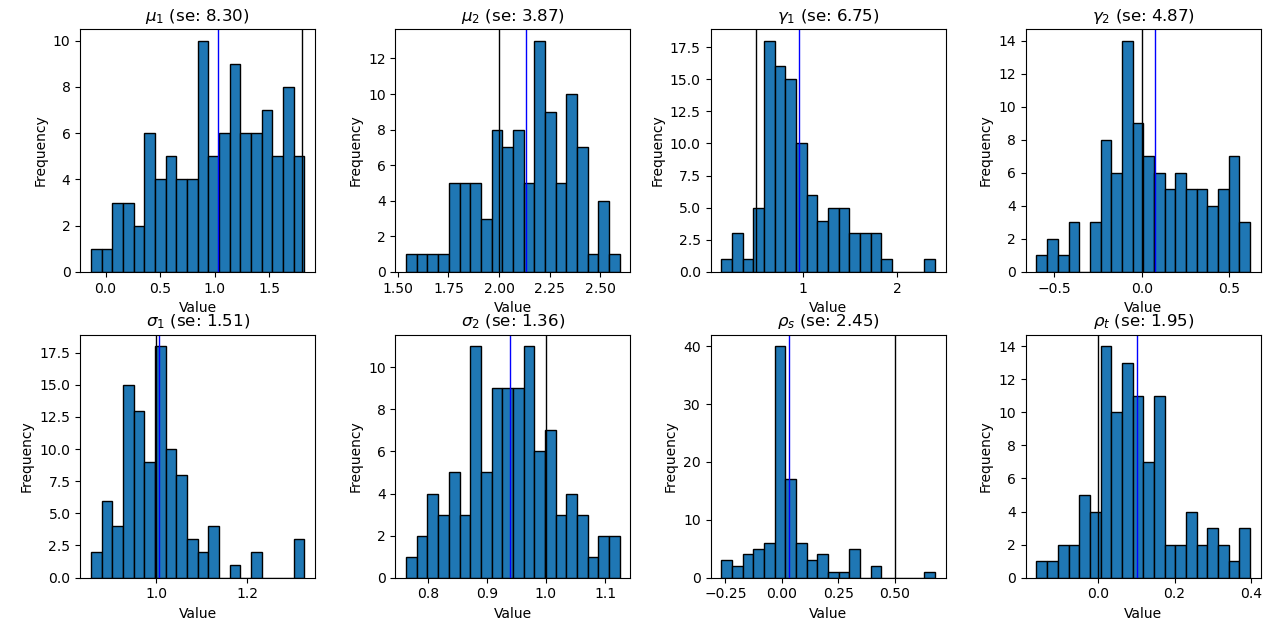 μ₁ (se: 8.30) μ₂ (se: 3.87) γ₁ (se: 6.75) γ₂ (se: 4.87)
10
8
6
4
2
0
Frequency
0.0 0.5 1.0 1.5
Value
12
10
8
6
4
2
0
Frequency
1.50 1.75 2.00 2.25 2.50
Value
17.5
15.0
12.5
10.0
7.5
5.0
2.5
0.0
Frequency
1 2
Value
14
12
10
8
6
4
2
0
Frequency
−0.5 0.0 0.5
Value
σ₁ (se: 1.51) σ₂ (se: 1.36) ρₛ (se: 2.45) ρₜ (se: 1.95)
17.5
15.0
12.5
10.0
7.5
5.0
2.5
0.0
Frequency
1.0 1.2
Value
10
8
6
4
2
0
Frequency
0.8 0.9 1.0 1.1
Value
40
30
20
10
0
Frequency
−0.25 0.00 0.25 0.50
Value
14
12
10
8
6
4
2
0
Frequency
0.0 0.2 0.4
Value